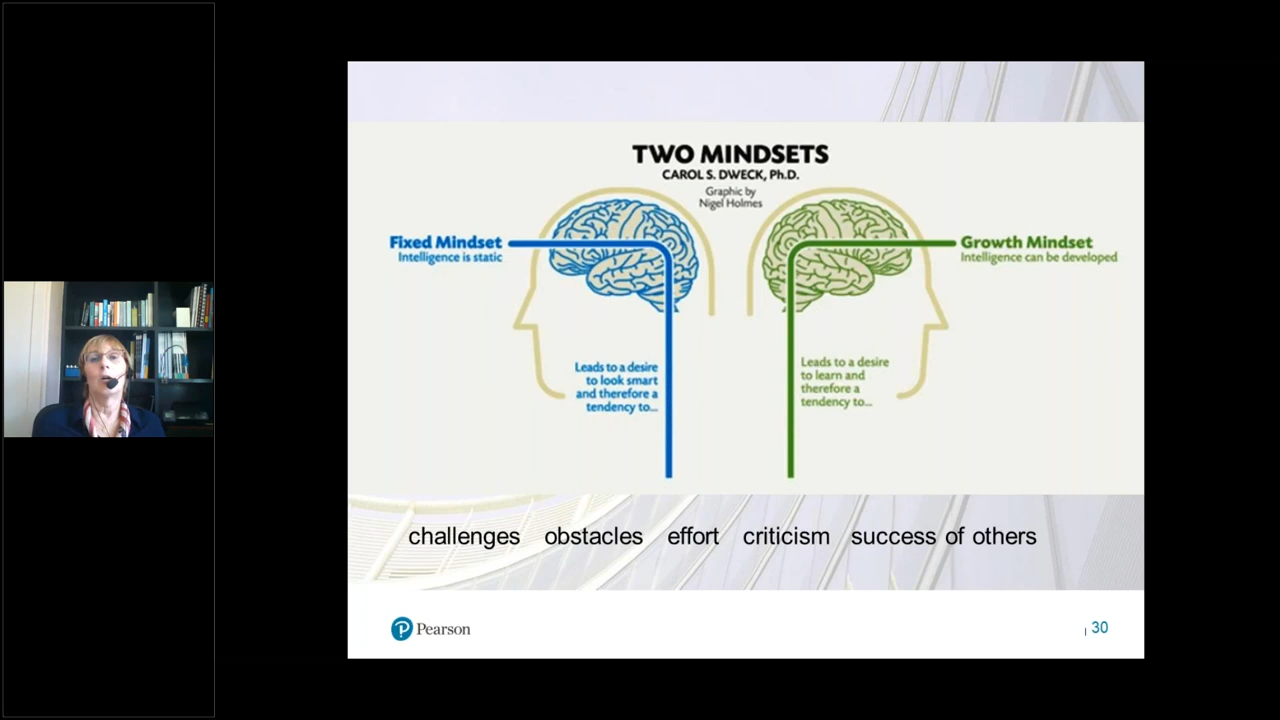 TWO MINDSETS
CAROL S. DWECK, Ph.D.
Graphic by
Nigel Holmes
Fixed Mindset
Intelligence is static
Growth Mindset
Intelligence can be developed
Leads to a desire
to look smart
and therefore a
tendency to...
Leads to a desire
to learn and
therefore a
tendency to...
challenges obstacles effort criticism success of others
Pearson
30